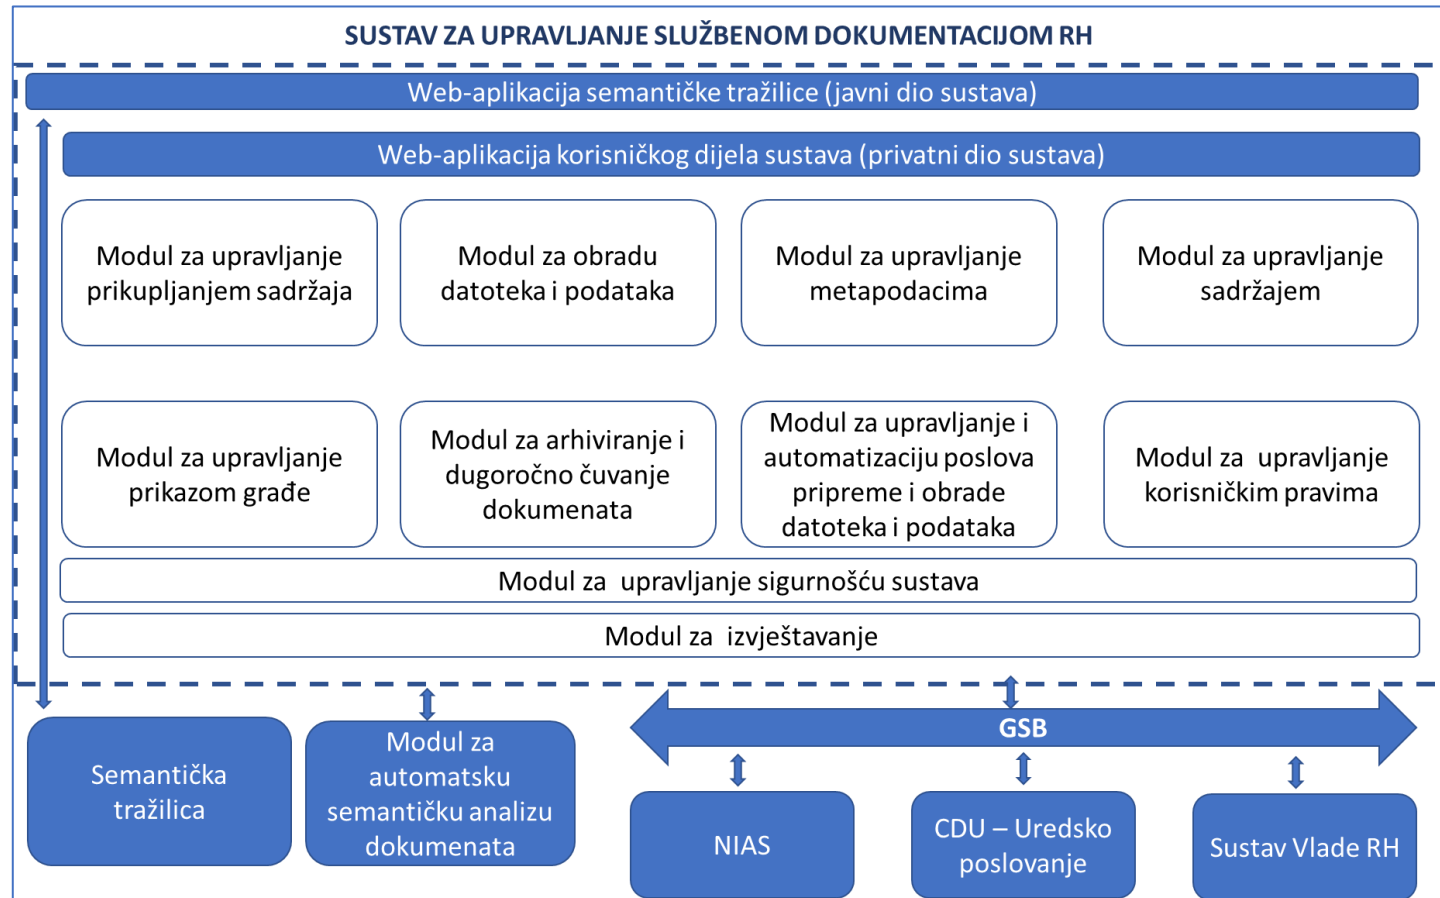 SUSTAV ZA UPRAVLJANJE SLUŽBENOM DOKUMENTACIJOM RH
Web-aplikacija semantičke tražilice (javni dio sustava)
Web-aplikacija korisničkog dijela sustava (privatni dio sustava)
Modul za upravljanje
prikupljanjem sadržaja
Modul za obradu
datoteka i podataka
Modul za upravljanje
metapodacima
Modul za upravljanje
sadržajem
Modul za upravljanje
prikazom građe
Modul za arhiviranje i
dugoročno čuvanje
dokumenata
Modul za upravljanje i
automatizaciju poslova
pripreme i obrade
datoteka i podataka
Modul za upravljanje
korisničkim pravima
Modul za upravljanje sigurnošću sustava
Modul za izvještavanje
Semantička
tražilica
Modul za
automatsku
semantičku analizu
dokumenata
GSB
NIAS
CDU – Uredsko
poslovanje
Sustav Vlade RH